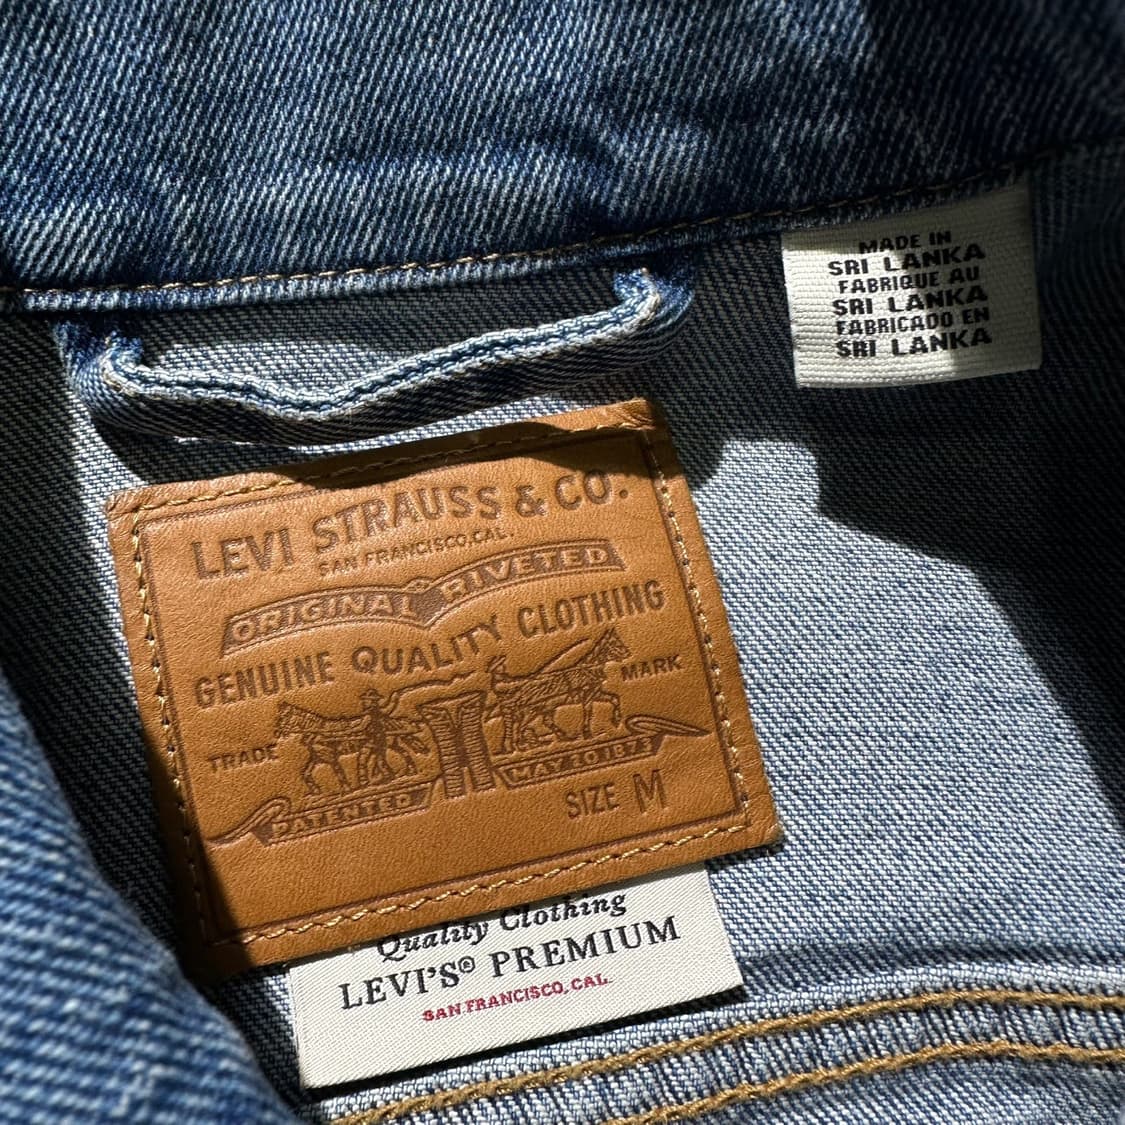 MADE IN
SRI LANKA
FABRIQUE AU
SRI LANKA
FABRICADO EN
SRI LANKA
LEVI STRAUSS & CO.
SAN FRANCISCO, CAL.
ORIGINAL RIVETED
GENUINE QUALITY CLOTHING
TRADE MARK
PATENTED MAY 20 1873
SIZE M
Quality Clothing
LEVI'S® PREMIUM
SAN FRANCISCO, CAL.